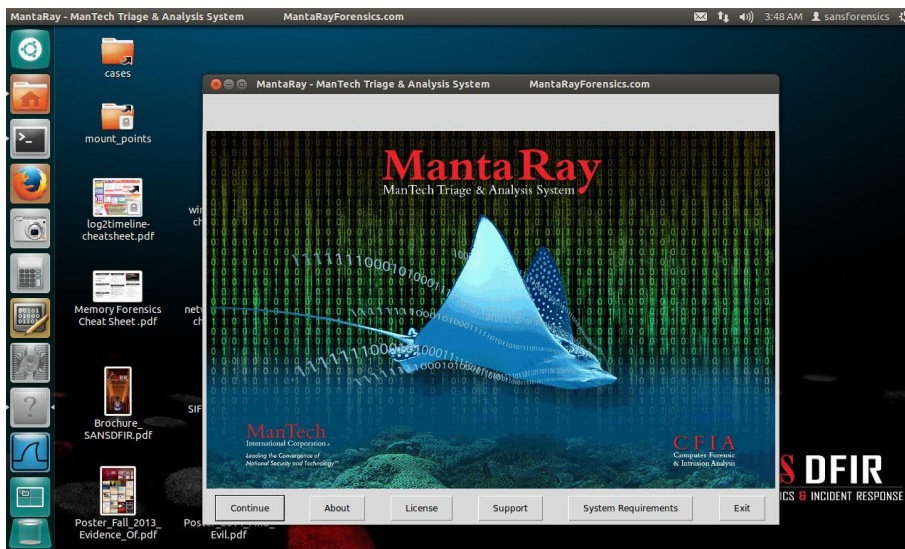 MantaRay - ManTech Triage & Analysis System MantaRayForensics.com
3:48 AM sansforensics
cases
mount_points
log2timeline-
cheatsheet.pdf
Memory Forensics
Cheat Sheet .pdf
Brochure_
SANSDFIR.pdf
Poster_Fall_2013_
Evidence_Of.pdf
Evil.pdf
MantaRay - ManTech Triage & Analysis System MantaRayForensics.com
MantaRay
ManTech Triage & Analysis System
ManTech
International Corporation
Leading the Convergence of
National Security and Technology™
CFIA
Computer Forensic
& Intrusion Analysis
Continue
About
License
Support
System Requirements
Exit
DFIR
& INCIDENT RESPONSE